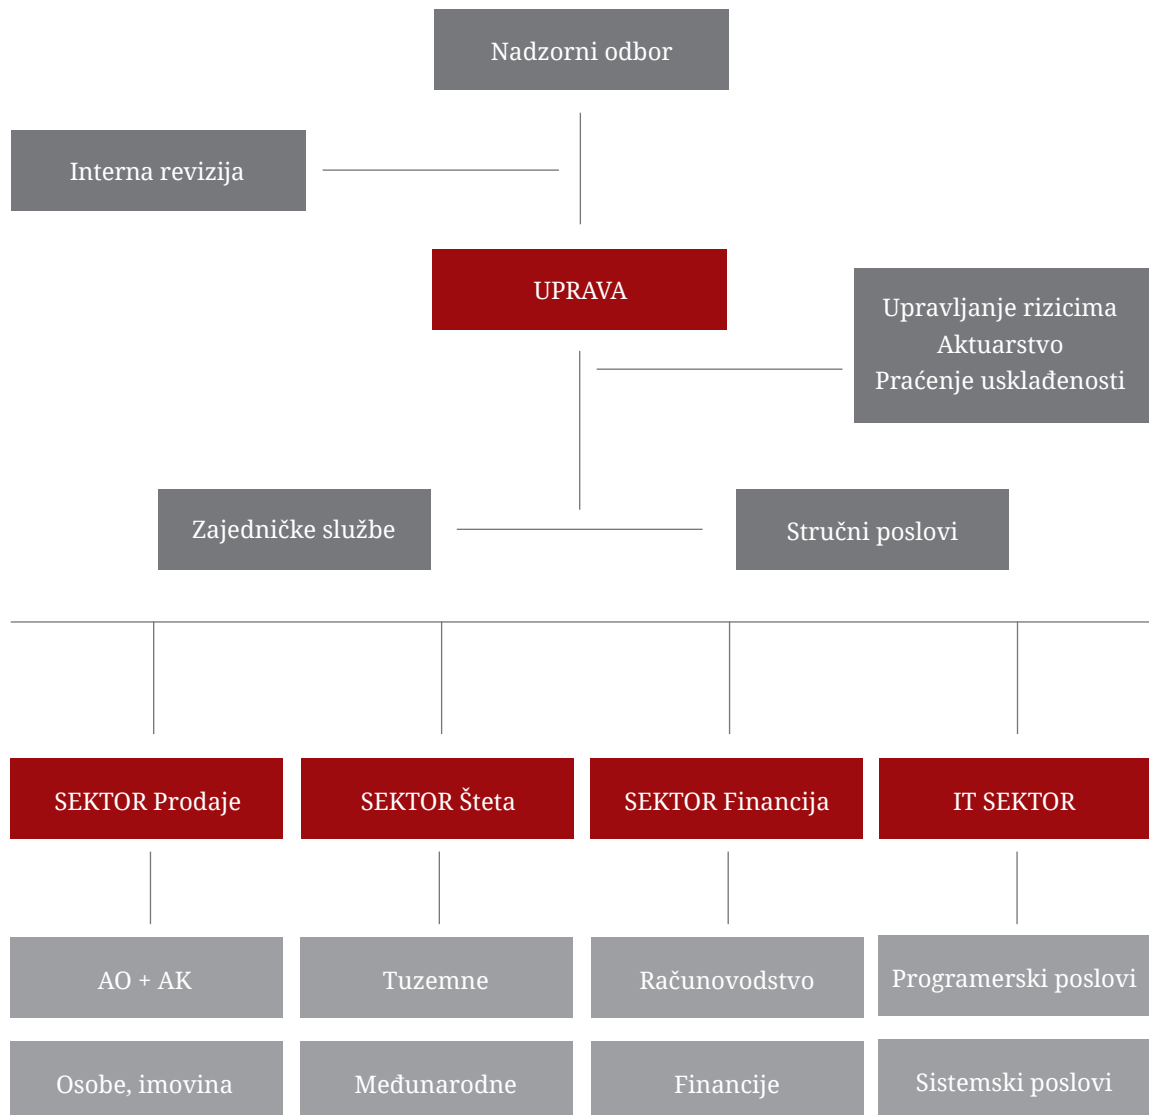 Nadzorni odbor
Interna revizija
UPRAVA
Upravljanje rizicima
Aktuarstvo
Praćenje usklađenosti
Zajedničke službe
Stručni poslovi
SEKTOR Prodaje
SEKTOR Šteta
SEKTOR Financija
IT SEKTOR
AO + AK
Tuzemne
Računovodstvo
Programerski poslovi
Osobe, imovina
Međunarodne
Financije
Sistemski poslovi